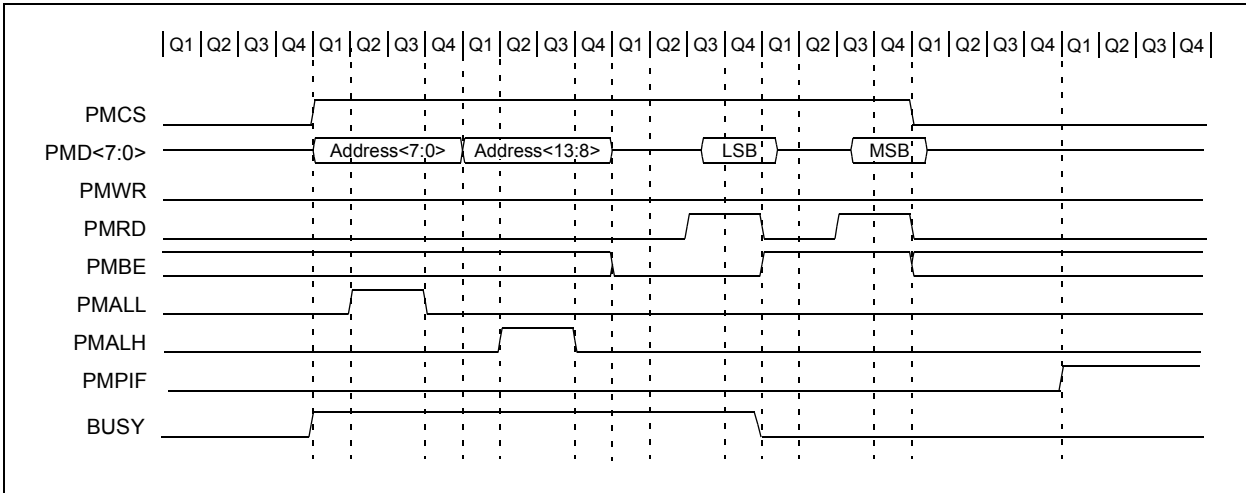 Q1 Q2 Q3 Q4 Q1 Q2 Q3 Q4 Q1 Q2 Q3 Q4 Q1 Q2 Q3 Q4 Q1 Q2 Q3 Q4 Q1 Q2 Q3 Q4 Q1 Q2 Q3 Q4
PMCS
PMD<7:0> Address<7:0> Address<13:8> LSB MSB
PMWR
PMRD
PMBE
PMALL
PMALH
PMPIF
BUSY